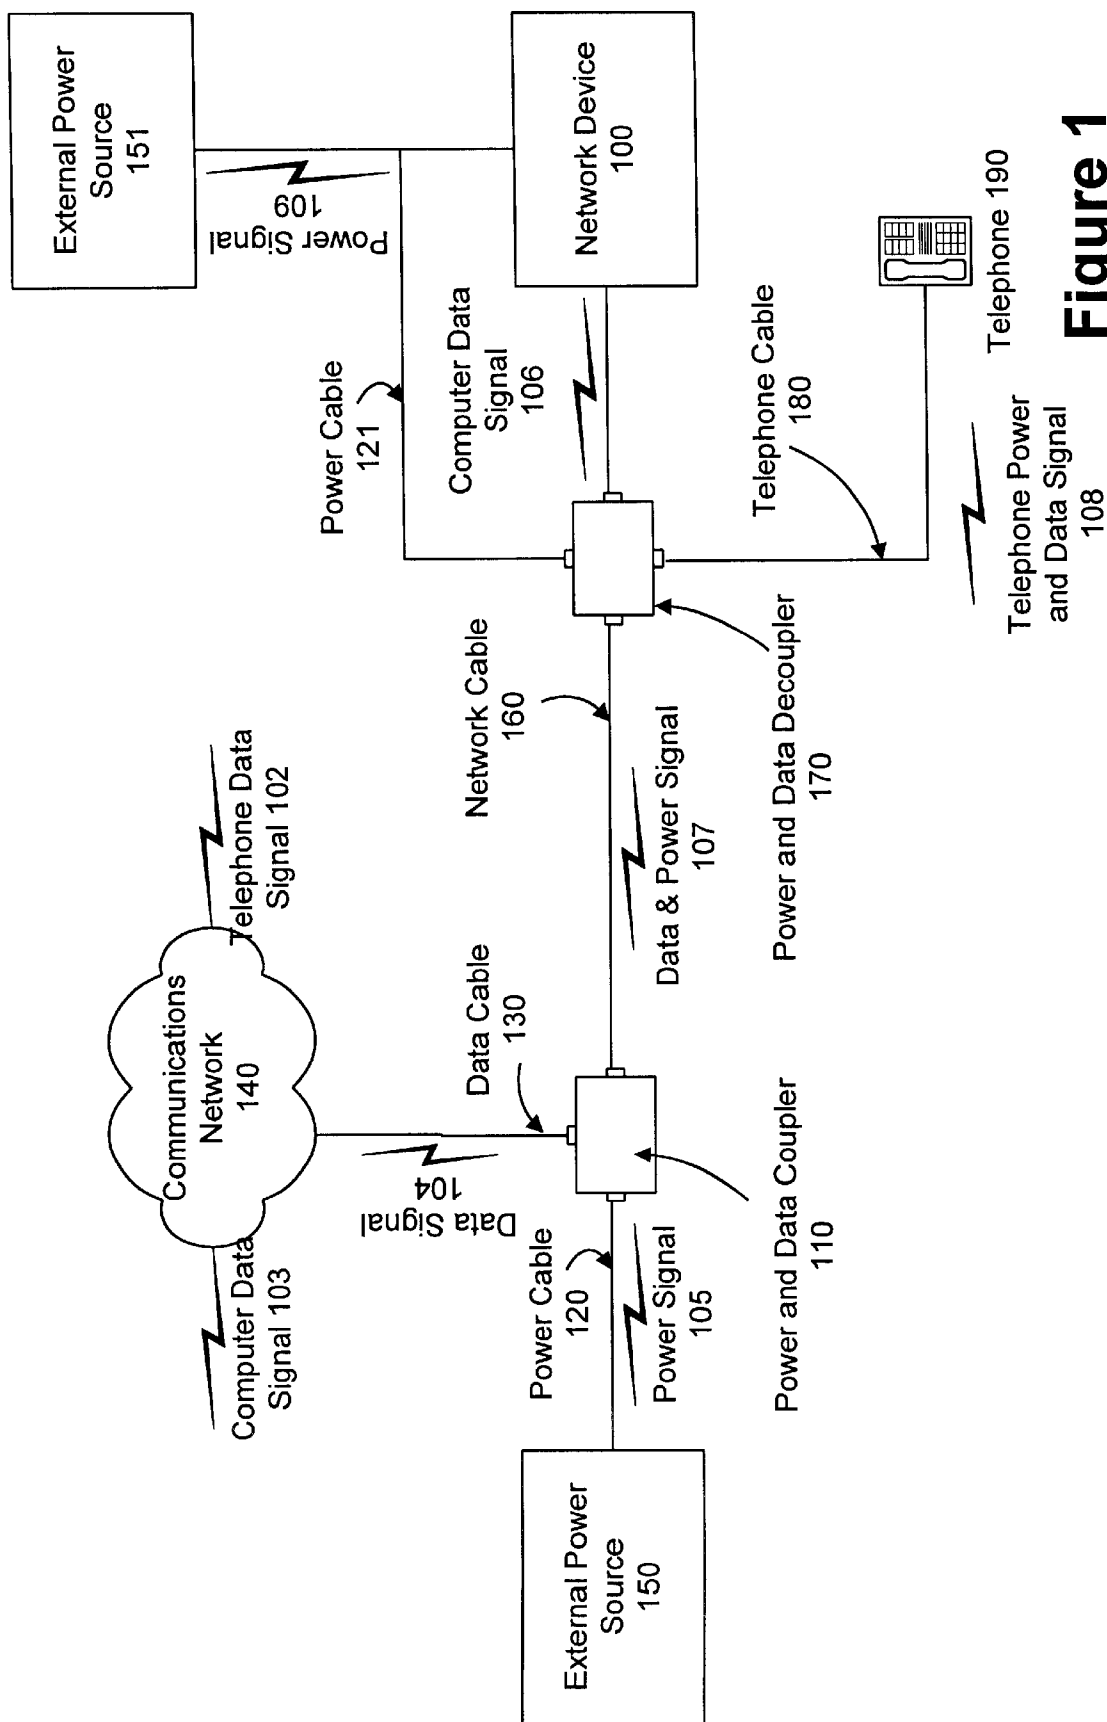 Communications
Network
140
Computer Data
Signal 103
Telephone Data
Signal 102
Data Signal
104
Data Cable
130
External Power
Source
150
Power Cable
120
Power Signal
105
Power and Data Coupler
110
Network Cable
160
Data & Power Signal
107
Power and Data Decoupler
170
Power Cable
121
Computer Data
Signal
106
External Power
Source
151
Power Signal
109
Network Device
100
Telephone Cable
180
Telephone 190
Telephone Power
and Data Signal
108
Figure 1